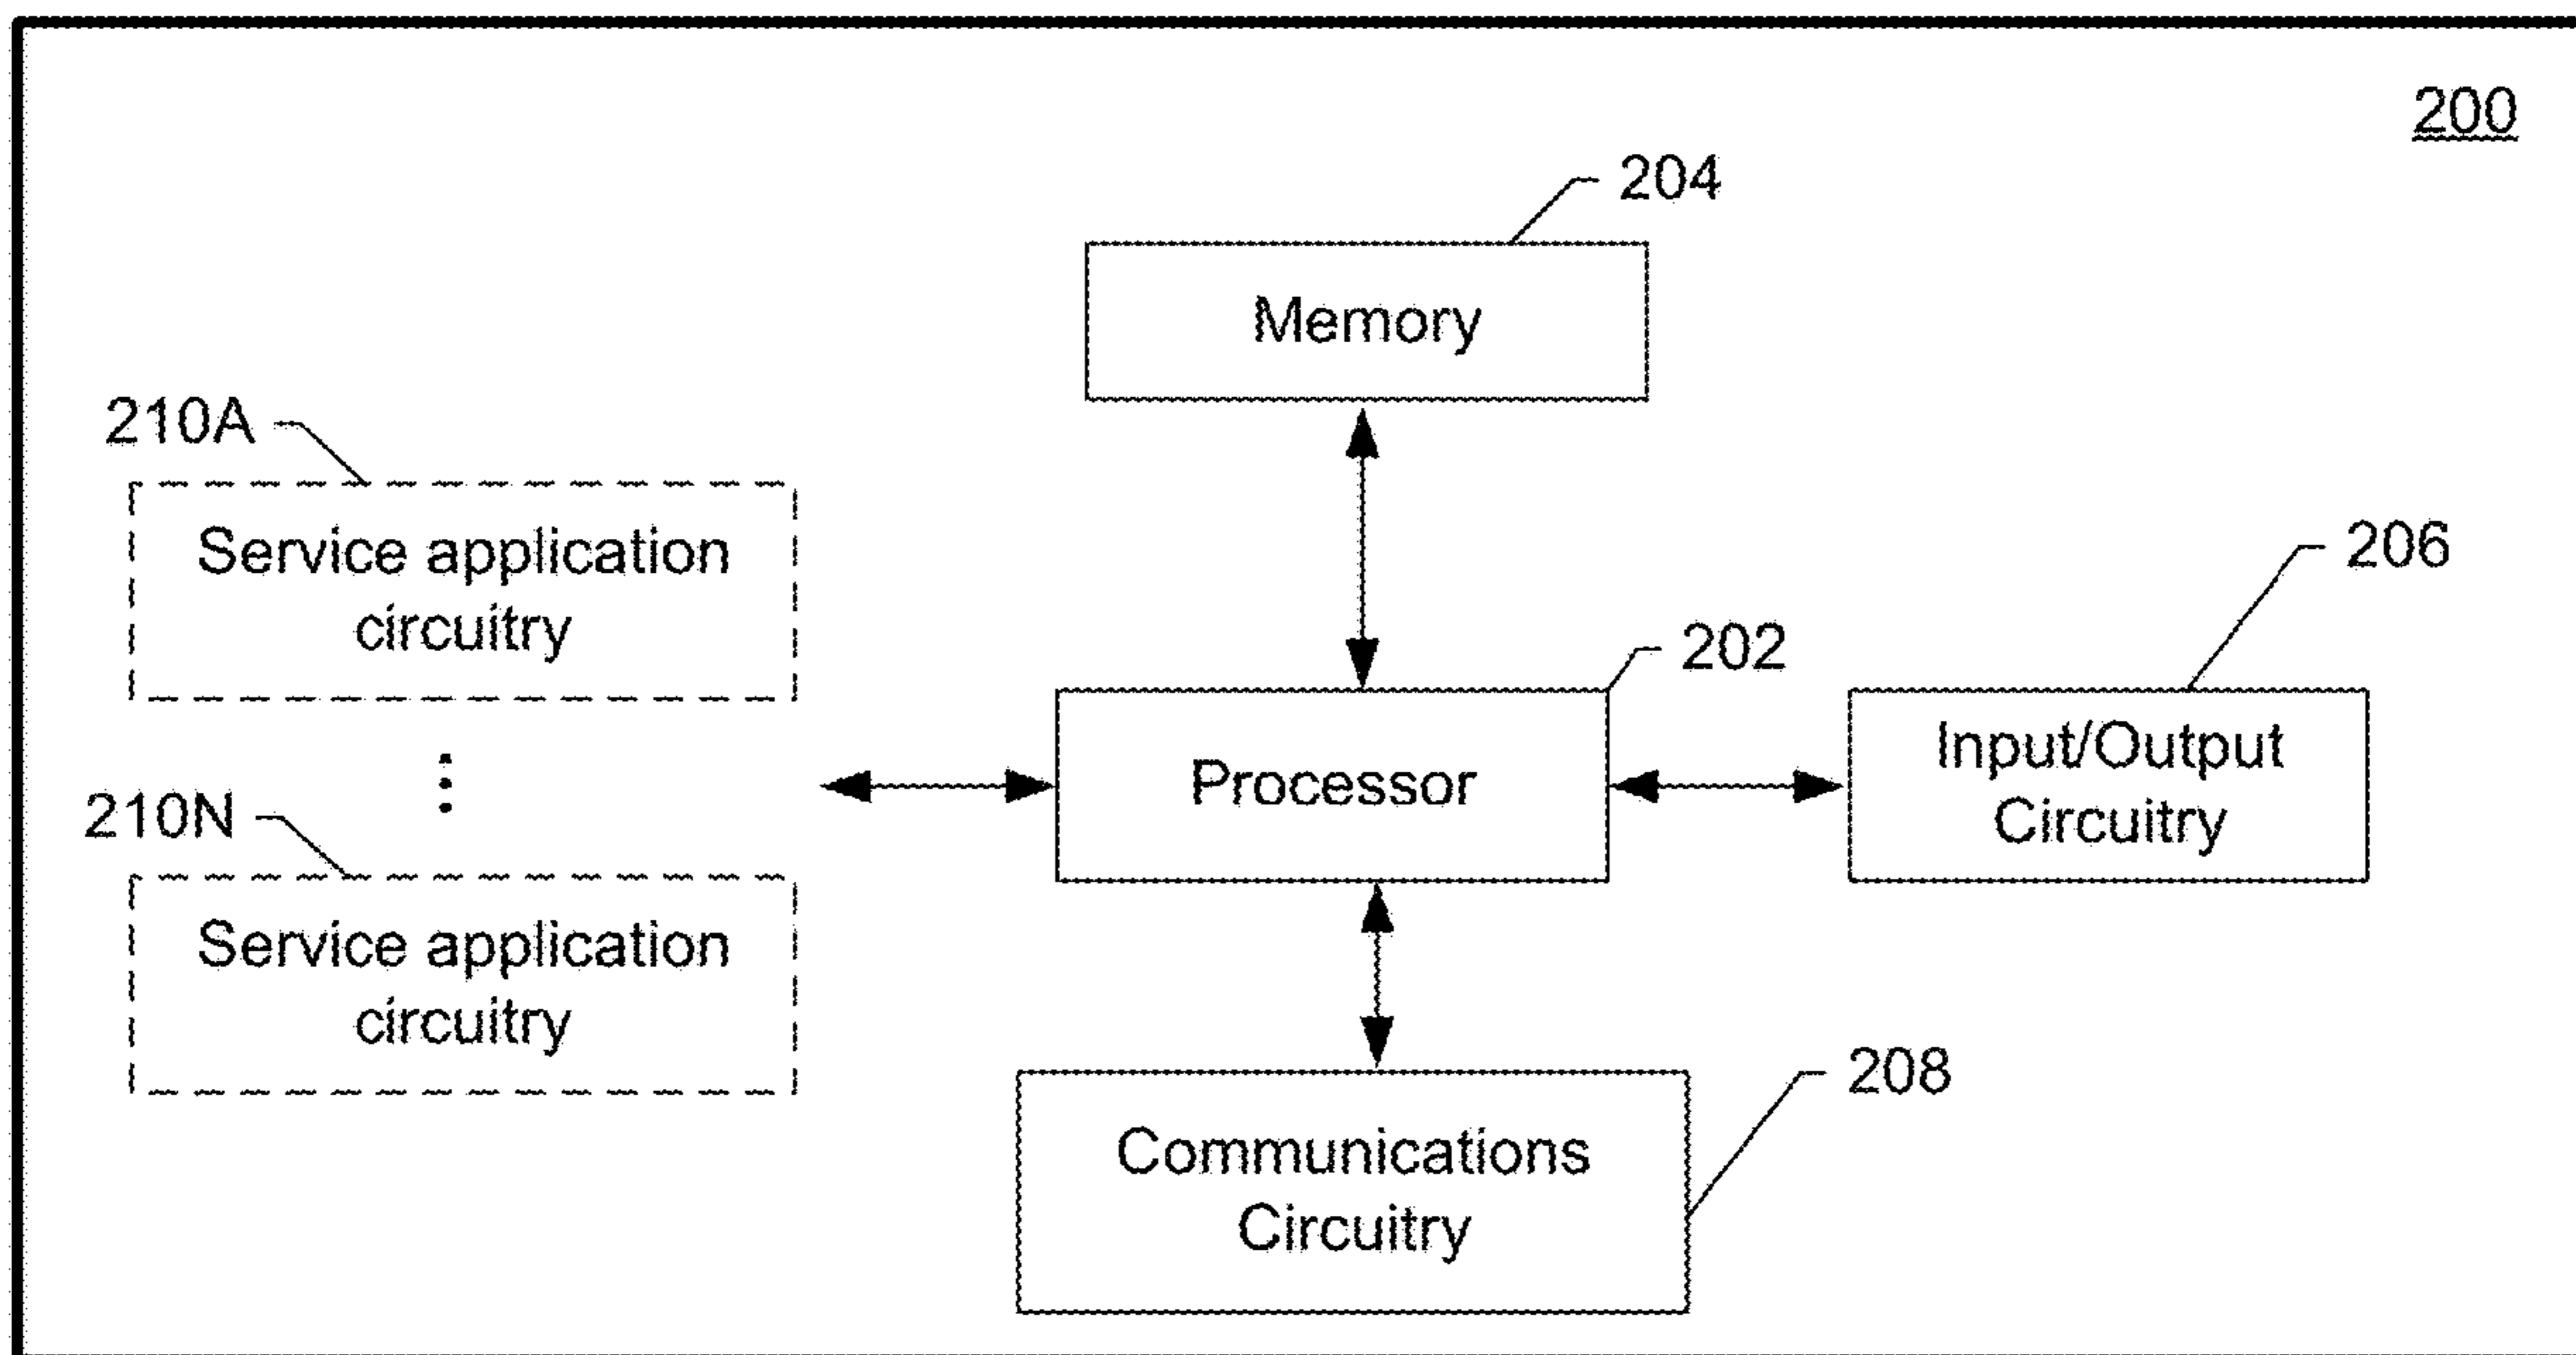 200
204
Memory
210A
Service application
circuitry
206
202
Input/Output
Circuitry
Processor
210N
Service application
circuitry
208
Communications
Circuitry